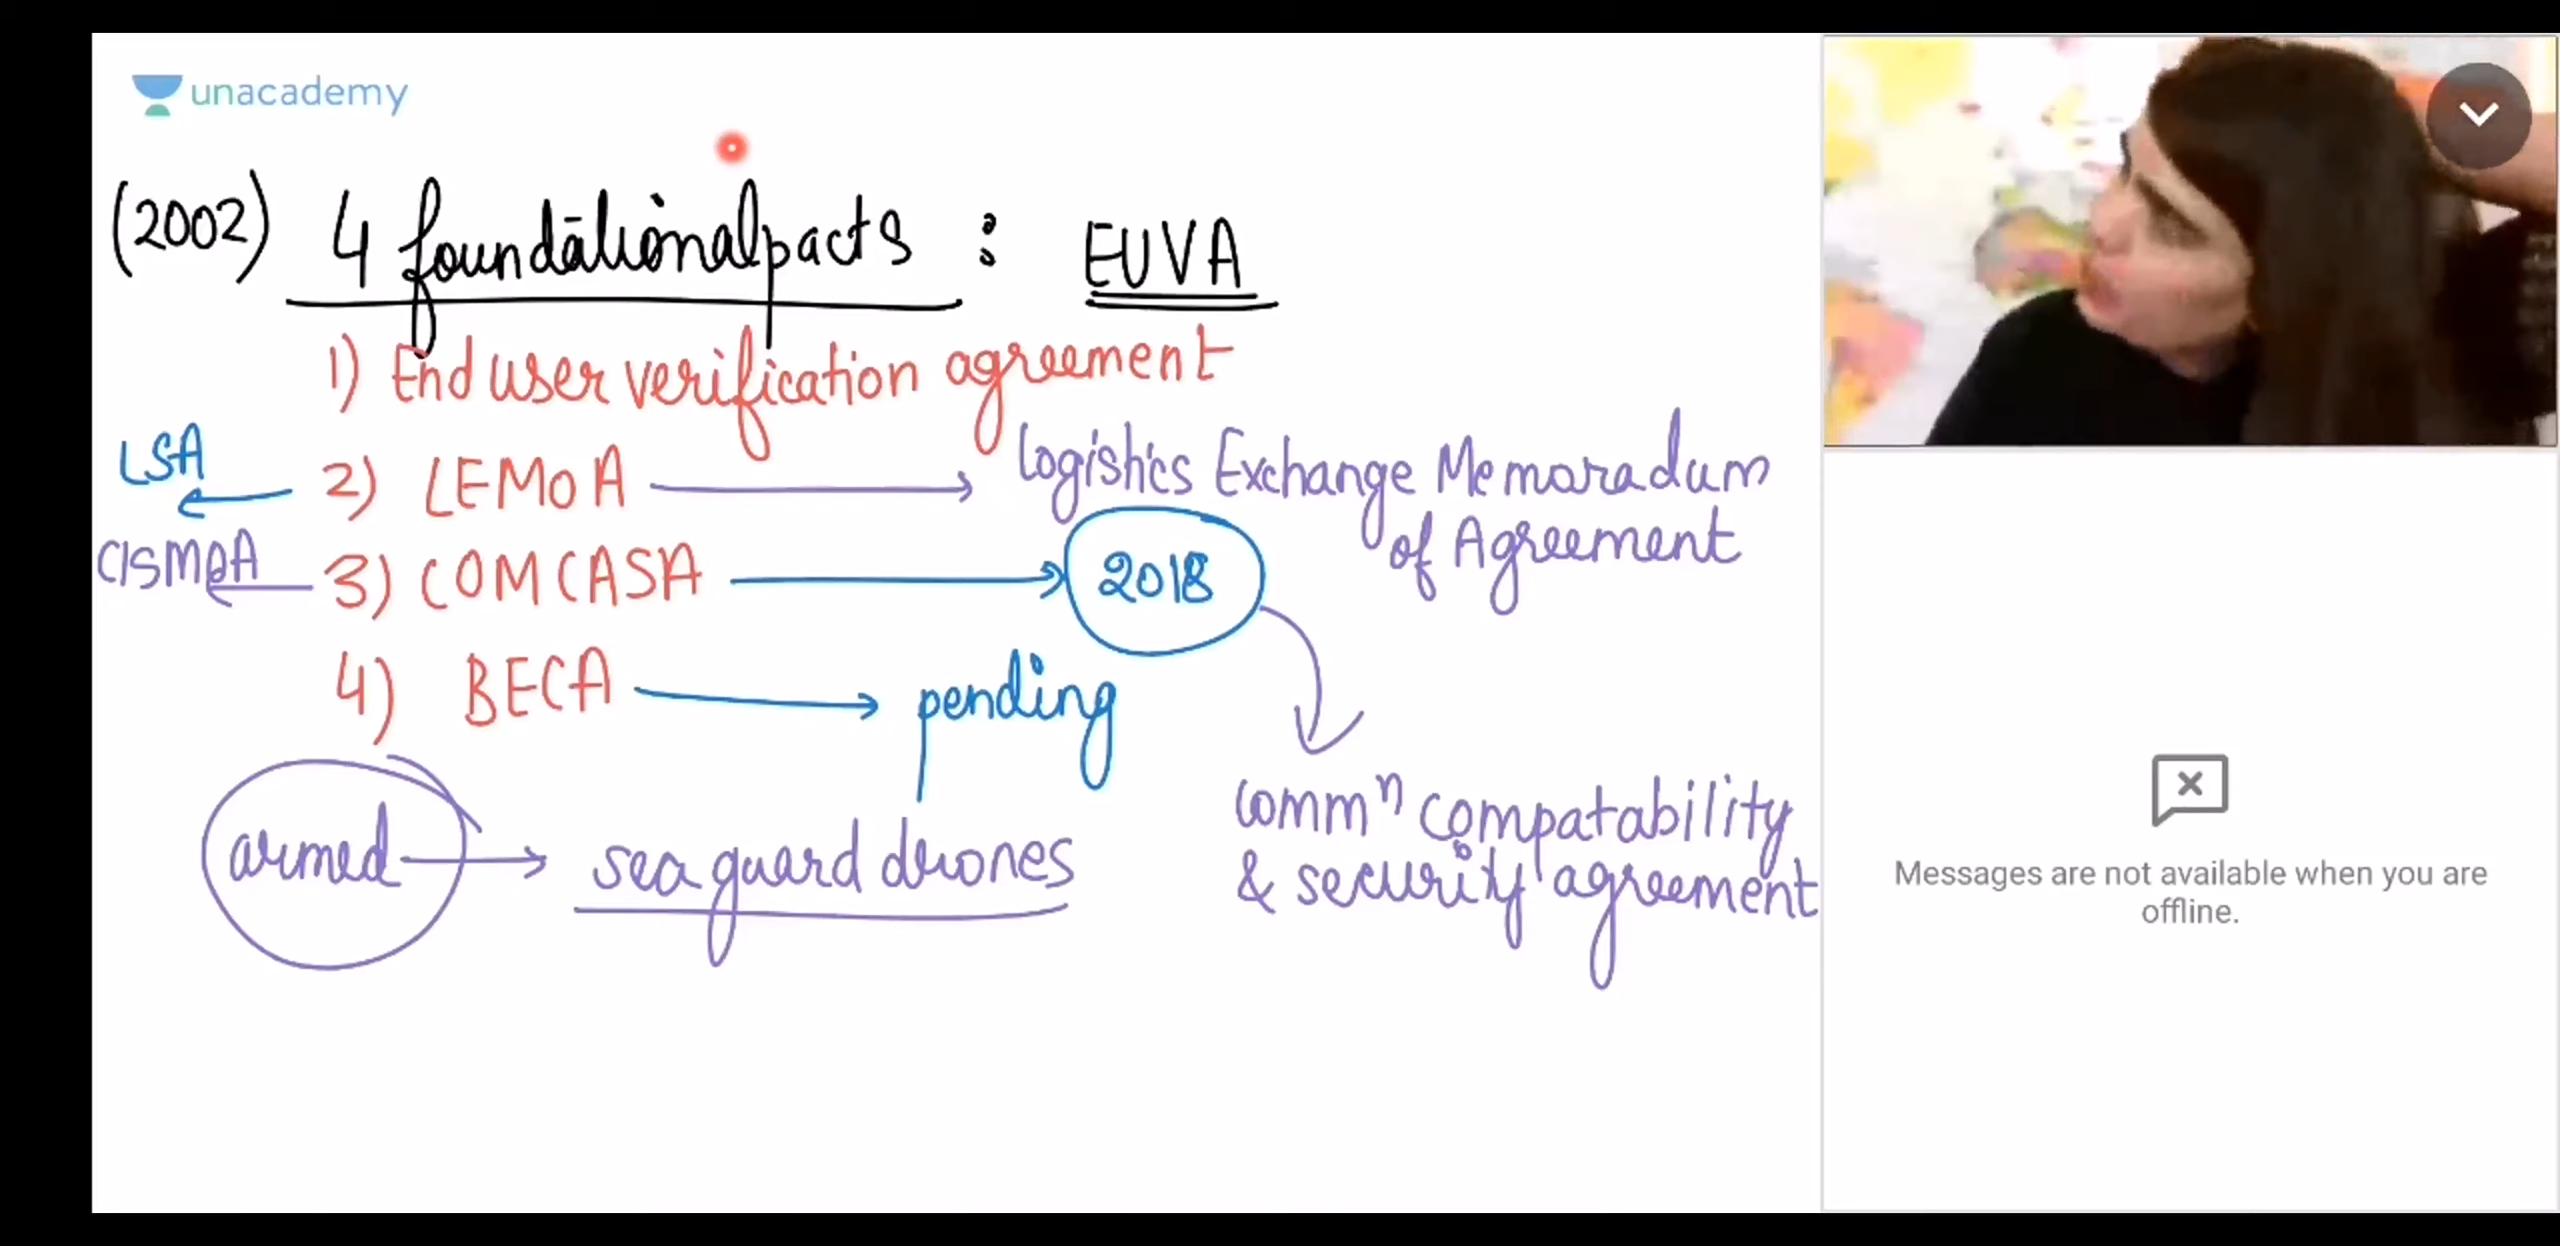 unacademy
(2002) 4 foundational pacts : EUVA
1) End user verification agreement
LSA ← 2) LEMOA → Logistics Exchange Memoradum
of Agreement
CISMOA ← 3) COMCASA → 2018
4) BECA → pending
commⁿ compatability
& security agreement
armed → sea guard drones
Messages are not available when you are
offline.